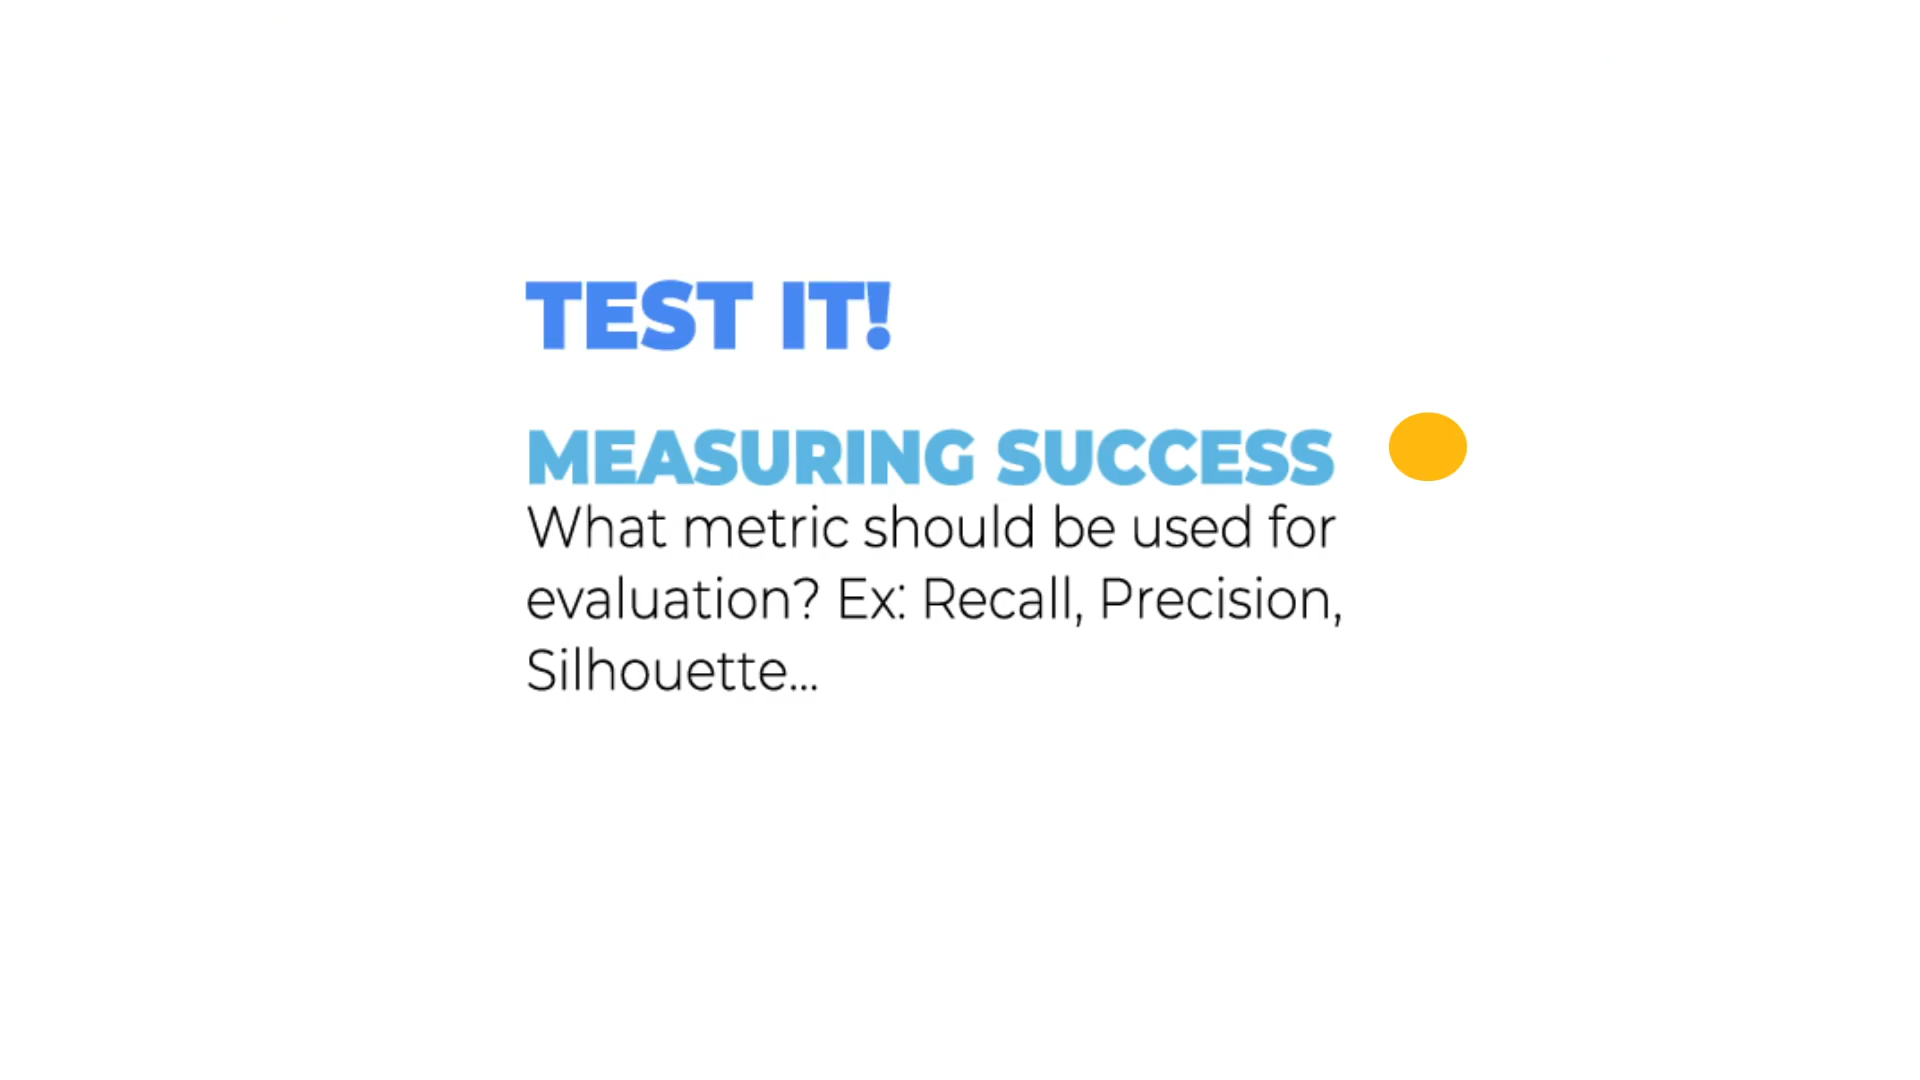 TEST IT!
MEASURING SUCCESS
What metric should be used for
evaluation? Ex: Recall, Precision,
Silhouette...